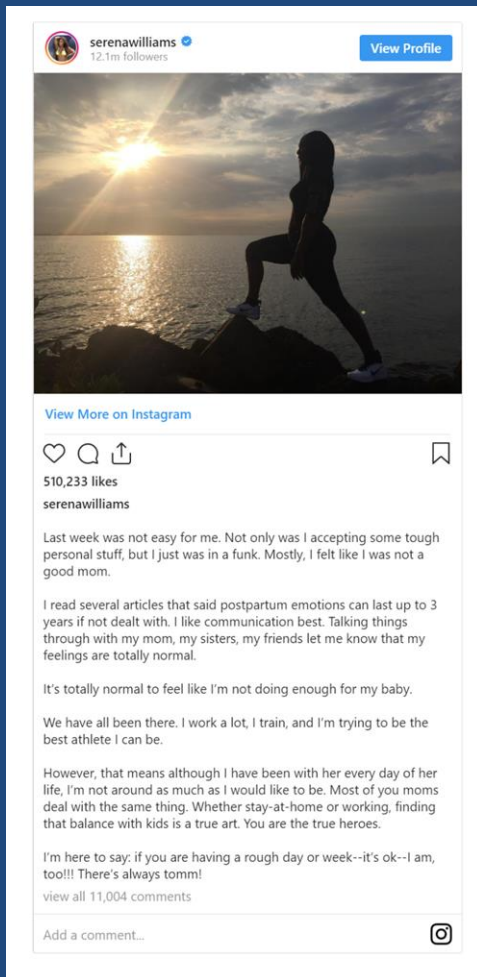 serenawilliams
12.1m followers
View Profile
View More on Instagram
510,233 likes
serenawilliams
Last week was not easy for me. Not only was I accepting some tough
personal stuff, but I just was in a funk. Mostly, I felt like I was not a
good mom.
I read several articles that said postpartum emotions can last up to 3
years if not dealt with. I like communication best. Talking things
through with my mom, my sisters, my friends let me know that my
feelings are totally normal.
It's totally normal to feel like I'm not doing enough for my baby.
We have all been there. I work a lot, I train, and I'm trying to be the
best athlete I can be.
However, that means although I have been with her every day of her
life, I'm not around as much as I would like to be. Most of you moms
deal with the same thing. Whether stay-at-home or working, finding
that balance with kids is a true art. You are the true heroes.
I'm here to say: if you are having a rough day or week--it's ok--I am,
too!!! There's always tomm!
view all 11,004 comments
Add a comment...